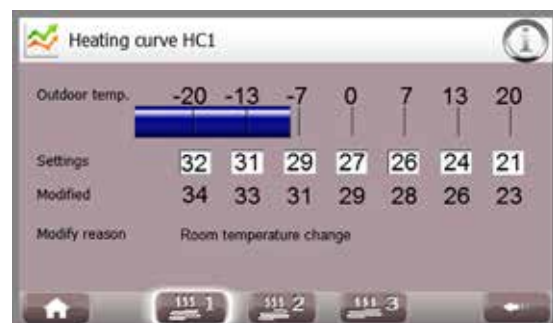 Heating curve HC1
Outdoor temp. -20 -13 -7 0 7 13 20
Settings 32 31 29 27 26 24 21
Modified 34 33 31 29 28 26 23
Modify reason Room temperature change
1 2 3